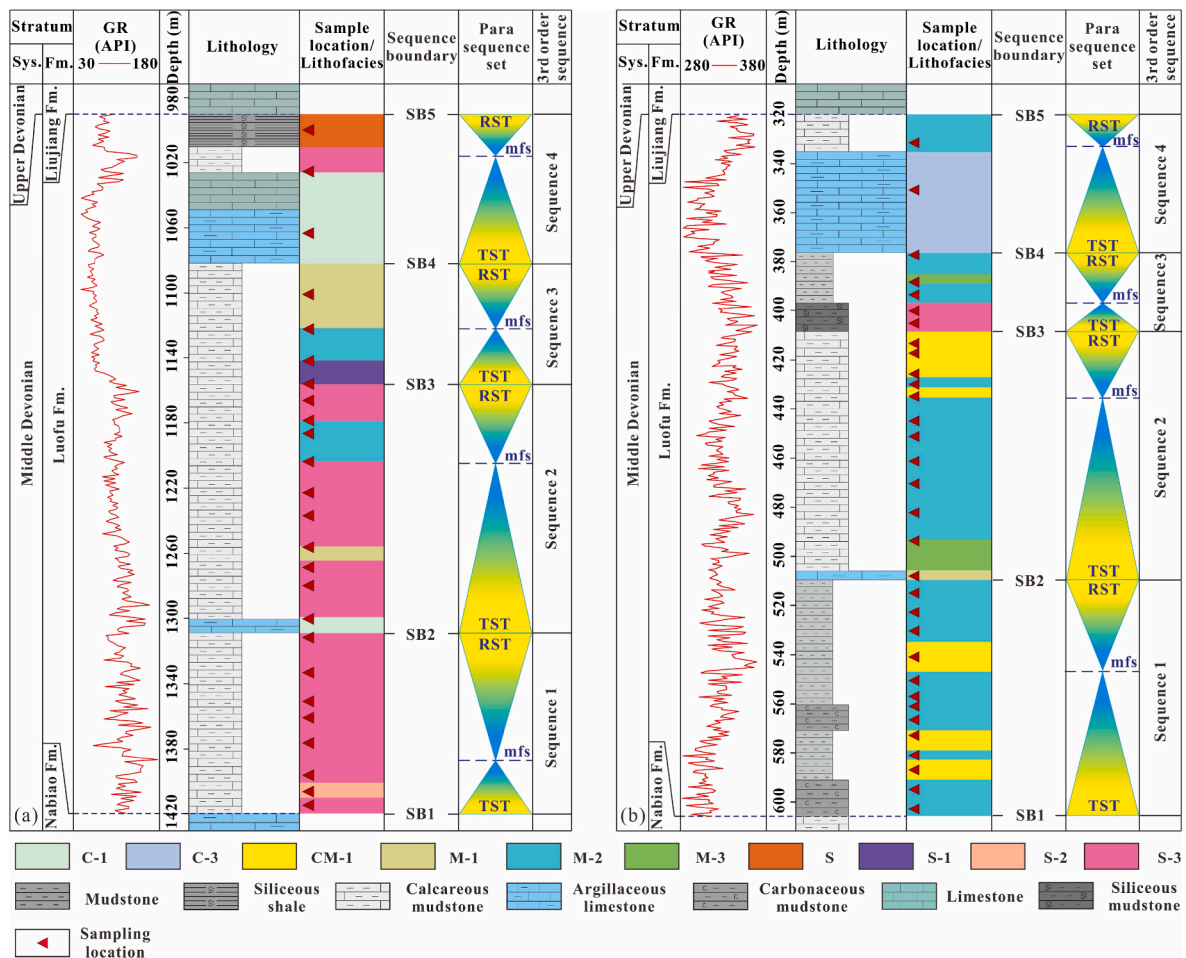 Stratum
Sys. Fm.
GR
(API)
30 180
Depth (m)
Lithology
Sample
location/
Lithofacies
Sequence
boundary
Para
sequence
set
3rd order
sequence
Upper Devonian
Middle Devonian
Liujiang Fm.
Luofu Fm.
Nabiao Fm.
980
1020
1060
1100
1140
1180
1220
1260
1300
1340
1380
1420
SB5
SB4
SB3
SB2
SB1
RST
mfs
TST
RST
mfs
TST
RST
mfs
TST
RST
mfs
TST
Sequence 4
Sequence 3
Sequence 2
Sequence 1
(a)
Stratum
Sys. Fm.
GR
(API)
280 380
Depth (m)
Lithology
Sample
location/
Lithofacies
Sequence
boundary
Para
sequence
set
3rd order
sequence
Upper Devonian
Middle Devonian
Liujiang Fm.
Luofu Fm.
Nabiao Fm.
320
340
360
380
400
420
440
460
480
500
520
540
560
580
600
SB5
SB4
SB3
SB2
SB1
RST
mfs
TST
RST
mfs
TST
RST
mfs
TST
RST
mfs
TST
Sequence 4
Sequence3
Sequence 2
Sequence 1
(b)
C-1 C-3 CM-1 M-1 M-2 M-3 S S-1 S-2 S-3
Mudstone
Siliceous
shale
Calcareous
mudstone
Argillaceous
limestone
Carbonaceous
mudstone
Limestone
Siliceous
mudstone
Sampling
location